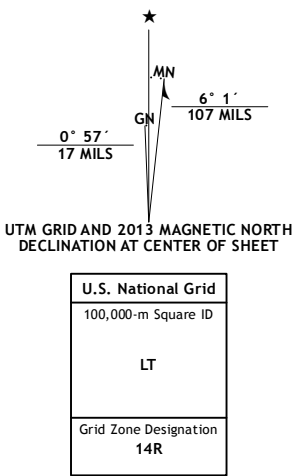 ★
MN
GN
6° 1´
107 MILS
0° 57´
17 MILS
UTM GRID AND 2013 MAGNETIC NORTH
DECLINATION AT CENTER OF SHEET
U.S. National Grid
100,000-m Square ID
LT
Grid Zone Designation
14R